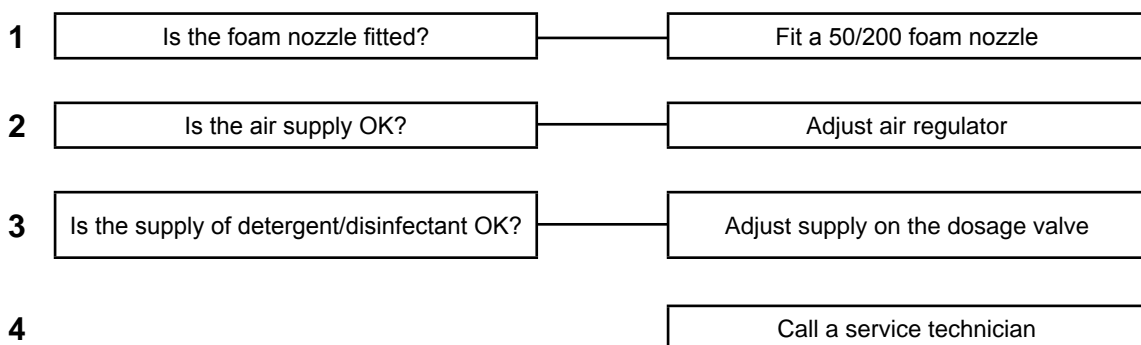 1 Is the foam nozzle fitted? Fit a 50/200 foam nozzle
2 Is the air supply OK? Adjust air regulator
3 Is the supply of detergent/disinfectant OK? Adjust supply on the dosage valve
4 Call a service technician